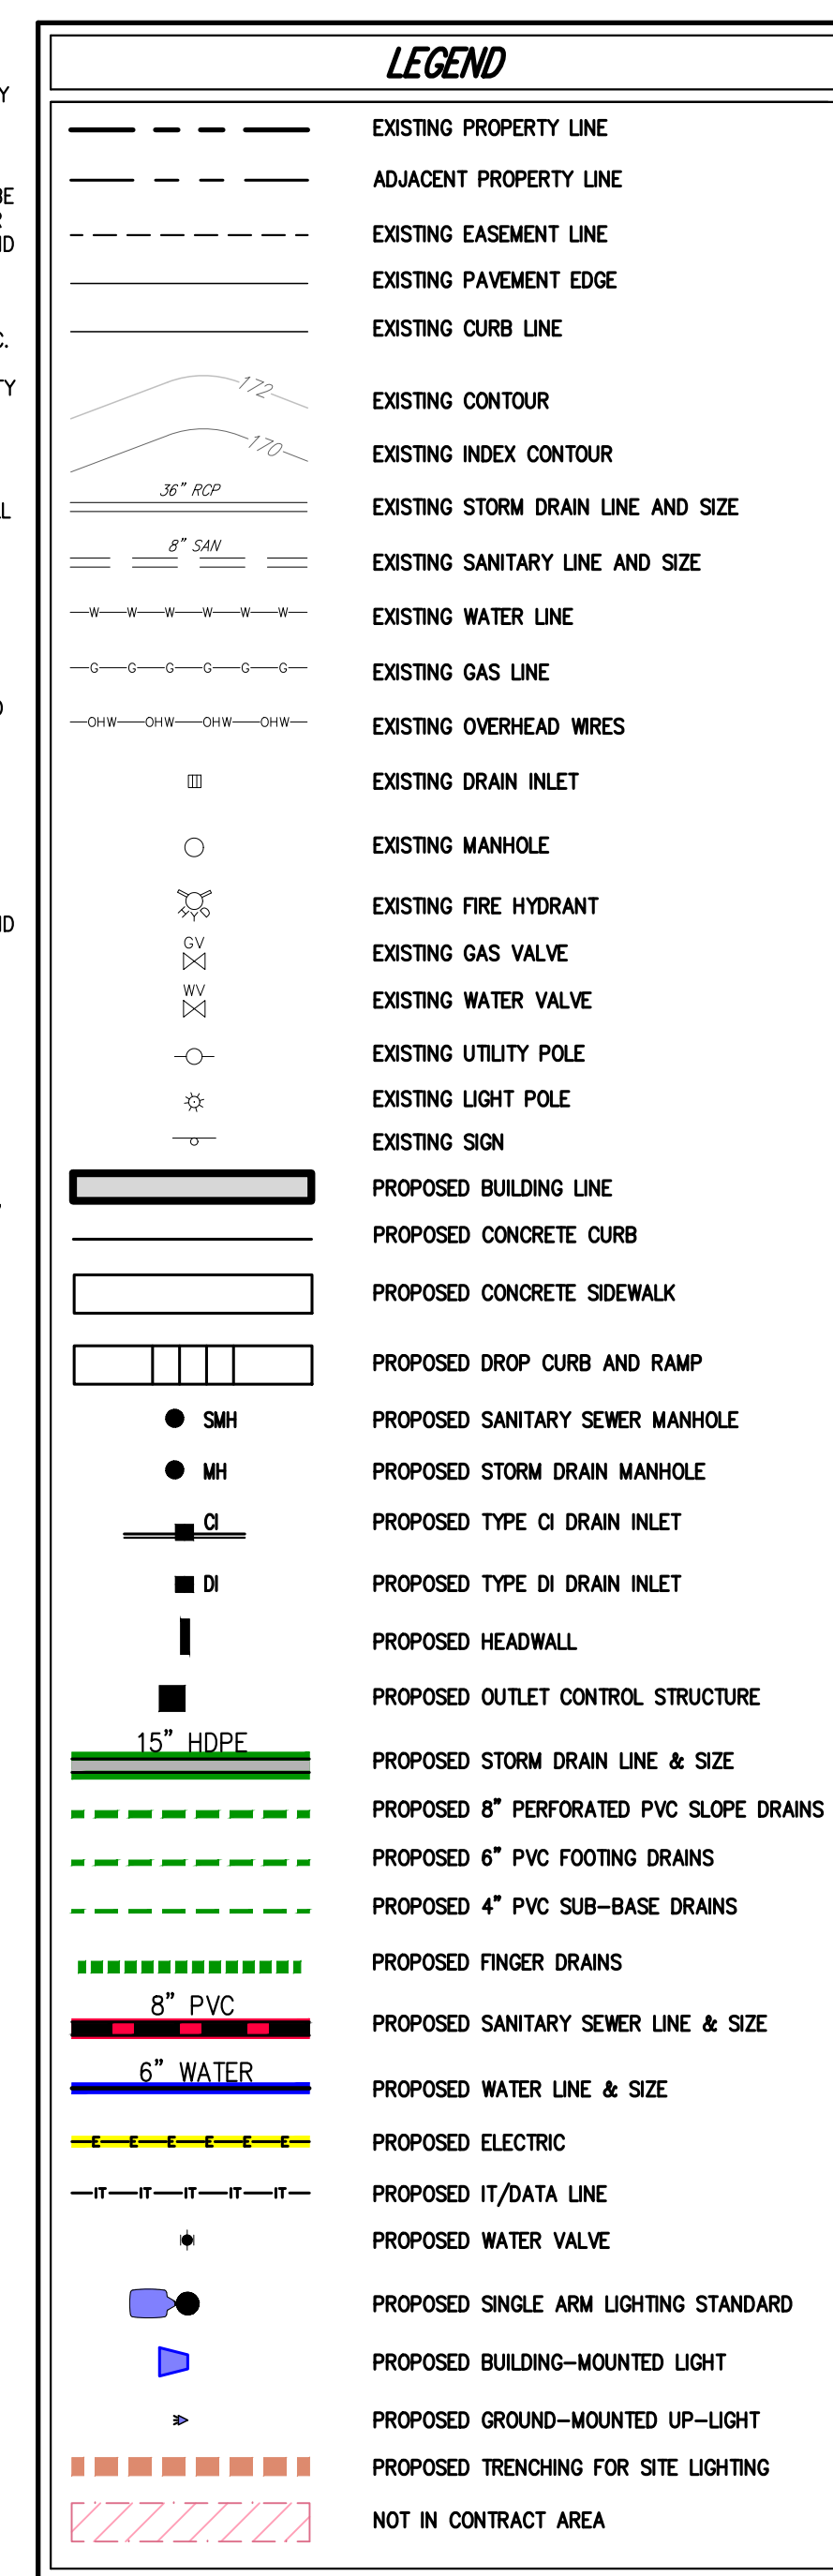 LEGEND
EXISTING PROPERTY LINE
ADJACENT PROPERTY LINE
EXISTING EASEMENT LINE
EXISTING PAVEMENT EDGE
EXISTING CURB LINE
172
EXISTING CONTOUR
170
EXISTING INDEX CONTOUR
36" RCP
EXISTING STORM DRAIN LINE AND SIZE
8" SAN
EXISTING SANITARY LINE AND SIZE
W W W W W W EXISTING WATER LINE
G G G G G G EXISTING GAS LINE
OHW OHW OHW OHW EXISTING OVERHEAD WIRES
EXISTING DRAIN INLET
EXISTING MANHOLE
EXISTING FIRE HYDRANT
GV
EXISTING GAS VALVE
WV
EXISTING WATER VALVE
EXISTING UTILITY POLE
EXISTING LIGHT POLE
EXISTING SIGN
PROPOSED BUILDING LINE
PROPOSED CONCRETE CURB
PROPOSED CONCRETE SIDEWALK
PROPOSED DROP CURB AND RAMP
SMH PROPOSED SANITARY SEWER MANHOLE
MH PROPOSED STORM DRAIN MANHOLE
CI PROPOSED TYPE CI DRAIN INLET
DI PROPOSED TYPE DI DRAIN INLET
PROPOSED HEADWALL
PROPOSED OUTLET CONTROL STRUCTURE
15" HDPE
PROPOSED STORM DRAIN LINE & SIZE
PROPOSED 8" PERFORATED PVC SLOPE DRAINS
PROPOSED 6" PVC FOOTING DRAINS
PROPOSED 4" PVC SUB-BASE DRAINS
PROPOSED FINGER DRAINS
8" PVC
PROPOSED SANITARY SEWER LINE & SIZE
6" WATER
PROPOSED WATER LINE & SIZE
E E E E E E PROPOSED ELECTRIC
IT IT IT IT IT PROPOSED IT/DATA LINE
PROPOSED WATER VALVE
PROPOSED SINGLE ARM LIGHTING STANDARD
PROPOSED BUILDING-MOUNTED LIGHT
PROPOSED GROUND-MOUNTED UP-LIGHT
PROPOSED TRENCHING FOR SITE LIGHTING
NOT IN CONTRACT AREA